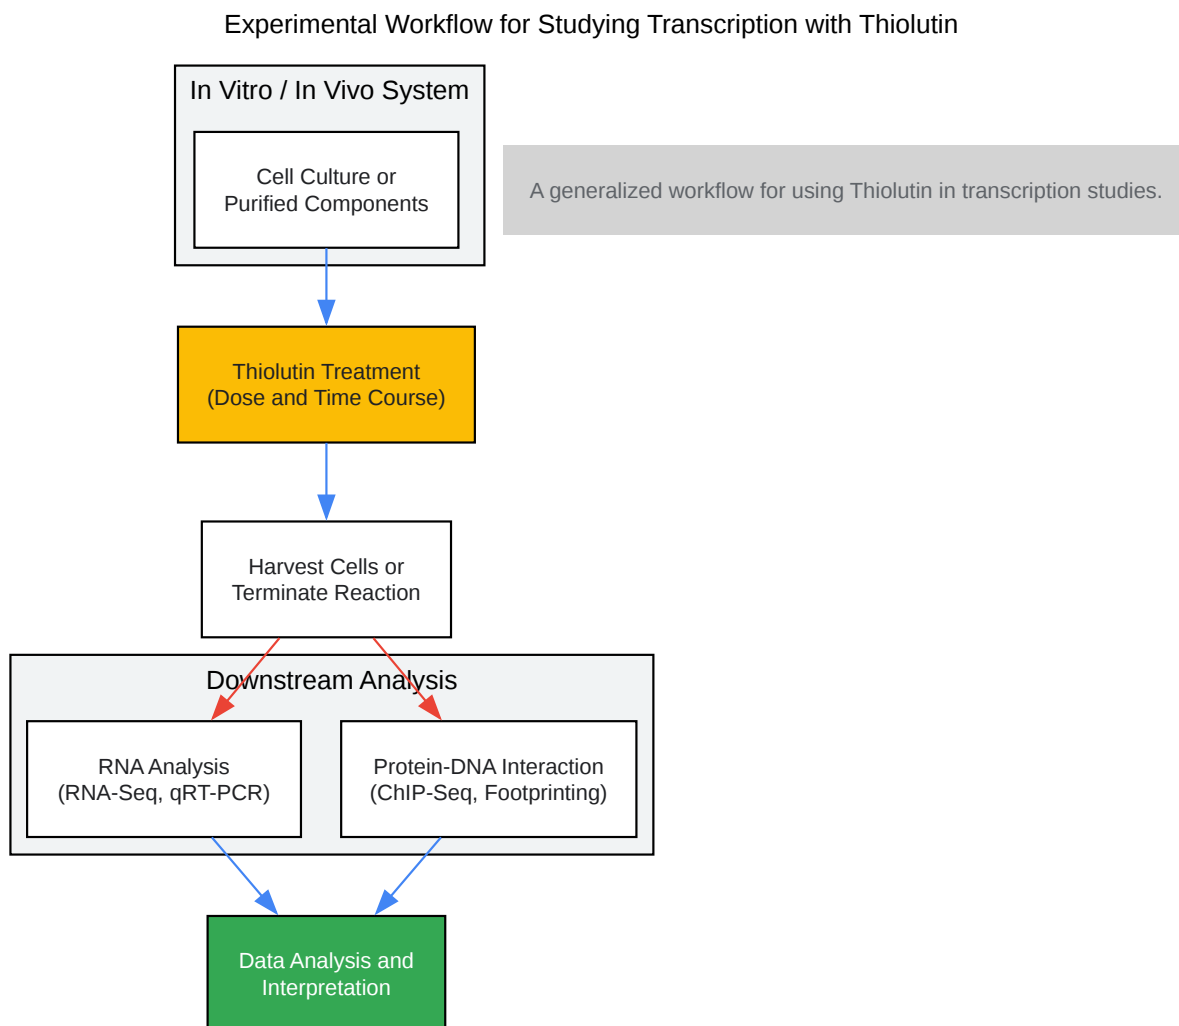 Experimental Workflow for Studying Transcription with Thiolutin
In Vitro / In Vivo System
Cell Culture or
Purified Components
A generalized workflow for using Thiolutin in transcription studies.
Thiolutin Treatment
(Dose and Time Course)
Harvest Cells or
Terminate Reaction
Downstream Analysis
RNA Analysis
(RNA-Seq, qRT-PCR)
Protein-DNA Interaction
(ChIP-Seq, Footprinting)
Data Analysis and
Interpretation